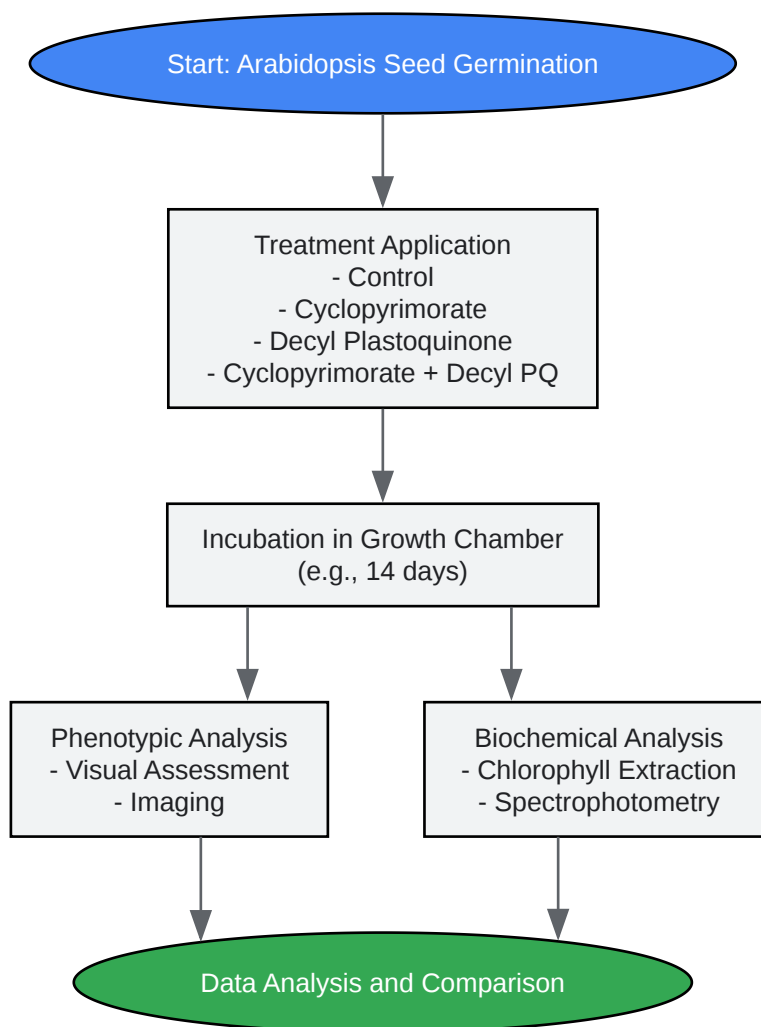 Start: Arabidopsis Seed Germination
Treatment Application
- Control
- Cyclopyrimorate
- Decyl Plastoquinone
- Cyclopyrimorate + Decyl PQ
Incubation in Growth Chamber
(e.g., 14 days)
Phenotypic Analysis
- Visual Assessment
- Imaging
Biochemical Analysis
- Chlorophyll Extraction
- Spectrophotometry
Data Analysis and Comparison